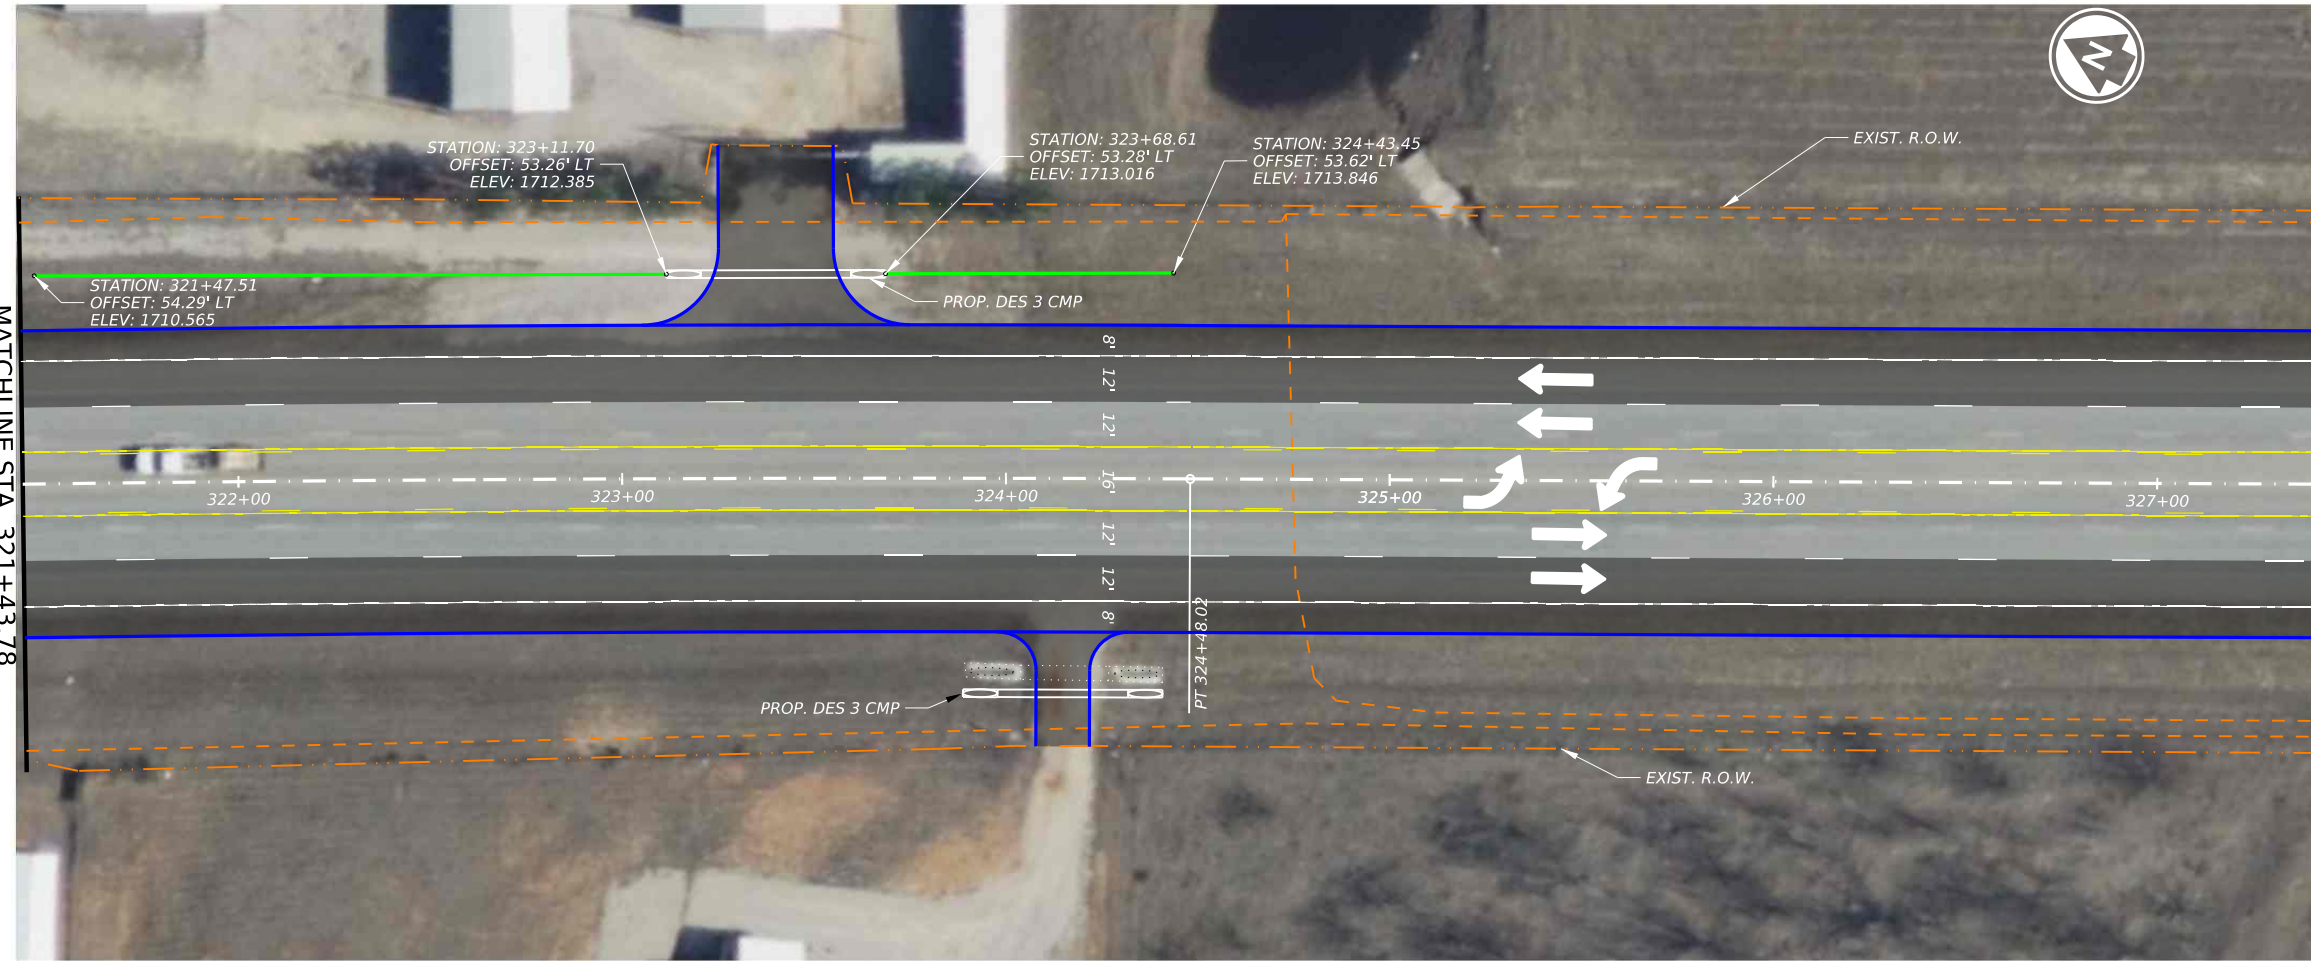 STATION: 323+11.70
OFFSET: 53.26' LT
ELEV: 1712.385
STATION: 323+68.61
OFFSET: 53.28' LT
ELEV: 1713.016
STATION: 324+43.45
OFFSET: 53.62' LT
ELEV: 1713.846
EXIST. R.O.W.
N
STATION: 321+47.51
OFFSET: 54.29' LT
ELEV: 1710.565
PROP. DES 3 CMP
MATCHLINE STA. 321+43.78
8'
12'
12'
16'
12'
12'
8'
322+00
323+00
324+00
325+00
326+00
327+00
PT 324+48.02
PROP. DES 3 CMP
EXIST. R.O.W.